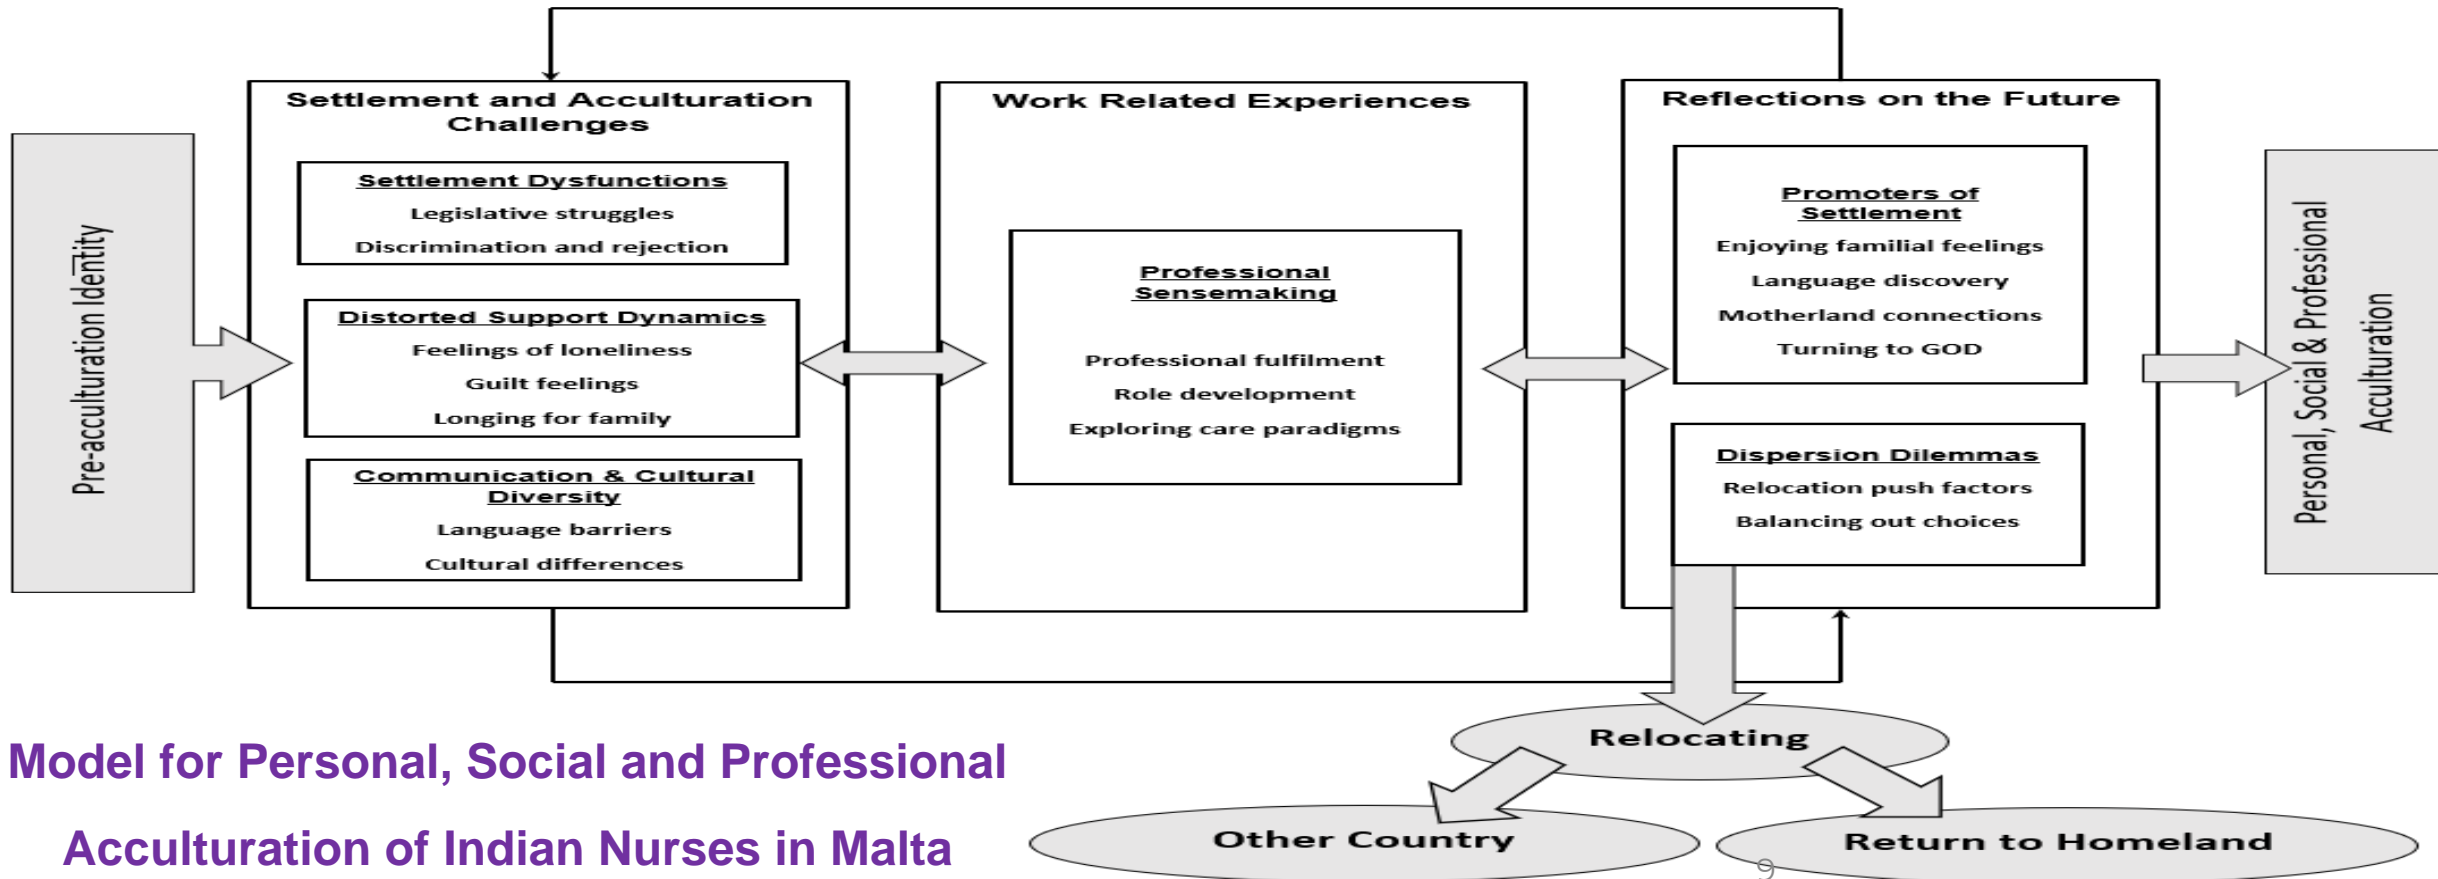 Pre-acculturation Identity
Settlement and Acculturation
Challenges
Settlement Dysfunctions
Legislative struggles
Discrimination and rejection
Distorted Support Dynamics
Feelings of loneliness
Guilt feelings
Longing for family
Communication & Cultural
Diversity
Language barriers
Cultural differences
Work Related Experiences
Professional
Sensemaking
Professional fulfilment
Role development
Exploring care paradigms
Reflections on the Future
Promoters of
Settlement
Enjoying familial feelings
Language discovery
Motherland connections
Turning to GOD
Dispersion Dilemmas
Relocation push factors
Balancing out choices
Personal, Social & Professional
Acculturation
Relocating
Other Country
Return to Homeland
Model for Personal, Social and Professional
Acculturation of Indian Nurses in Malta
9